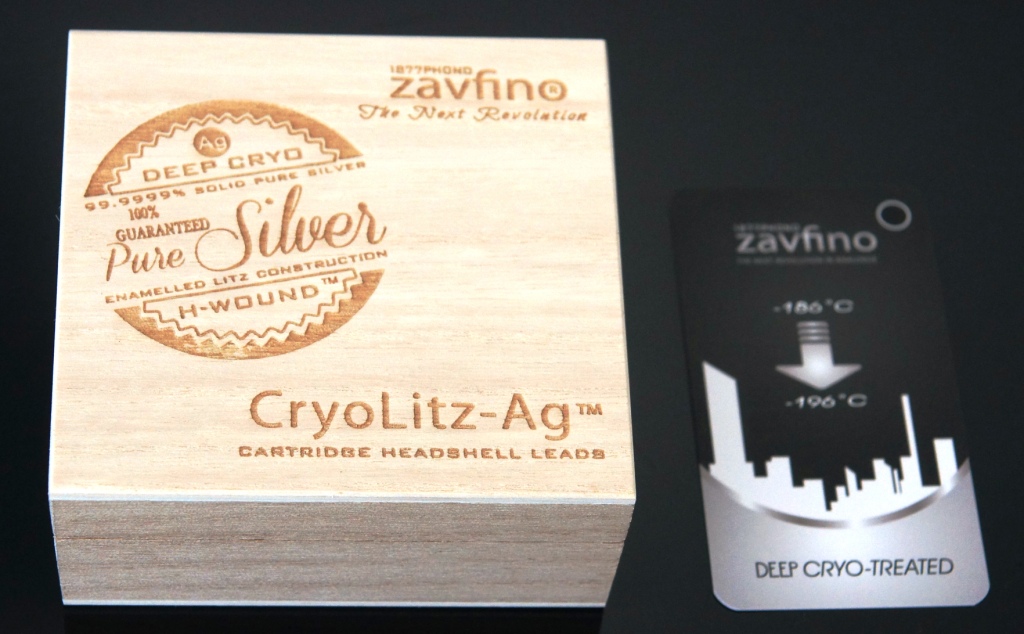 1877PHONO
zavfino®
The Next Revolution
Ag
DEEP CRYO
99.9999% SOLID PURE SILVER
100%
GUARANTEED
Pure Silver
ENAMELLED LITZ CONSTRUCTION
H-WOUND™
CryoLitz-Ag™
CARTRIDGE HEADSHELL LEADS
1877PHONO
zavfino
-186°C
-196°C
DEEP CRYO-TREATED